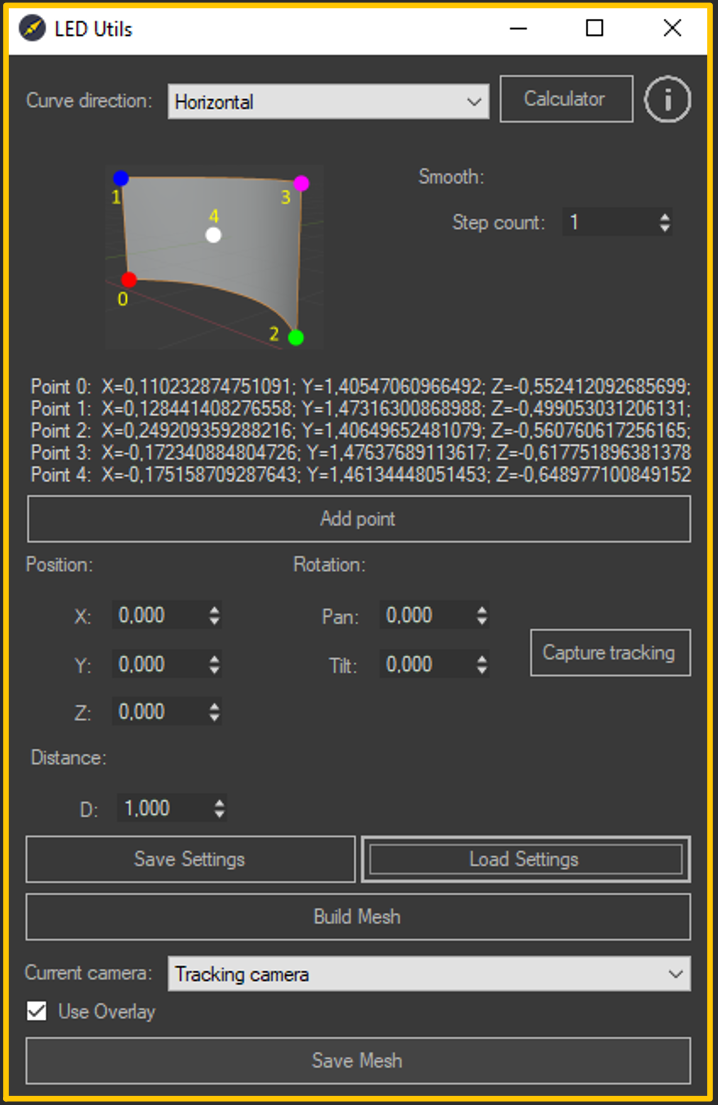 LED Utils
Curve direction: Horizontal Calculator i
Smooth:
1 3
Step count: 1
4
0
2
Point 0: X=0,110232874751091; Y=1,40547060966492; Z=-0,552412092685699;
Point 1: X=0,128441408276558; Y=1,47316300868988; Z=-0,499053031206131;
Point 2: X=0,249209359288216; Y=1,40649652481079; Z=-0,560760617256165;
Point 3: X=-0,172340884804726; Y=1,47637689113617; Z=-0,617751896381378
Point 4: X=-0,175158709287643; Y=1,46134448051453; Z=-0,648977100849152
Add point
Position: Rotation:
X: 0,000 Pan: 0,000
Capture tracking
Y: 0,000 Tilt: 0,000
Z: 0,000
Distance:
D: 1,000
Save Settings Load Settings
Build Mesh
Current camera: Tracking camera
Use Overlay
Save Mesh